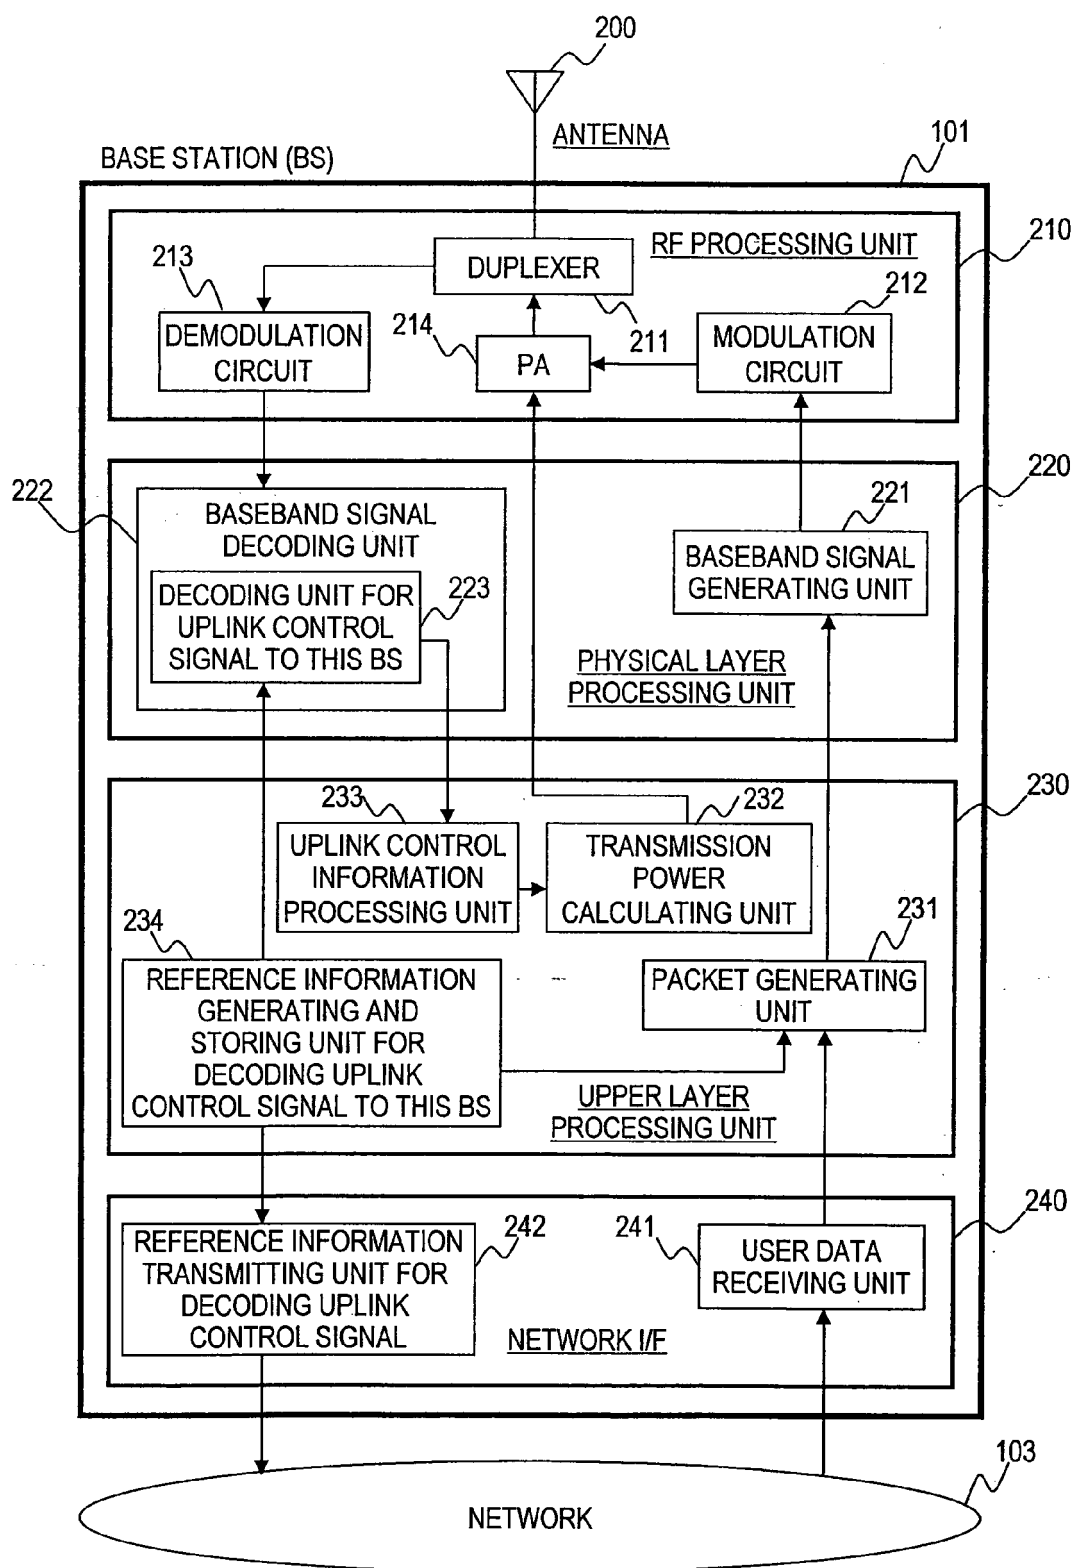 200
ANTENNA
101
BASE STATION (BS)
210
RF PROCESSING UNIT
213
DUPLEXER
212
211
DEMODULATION
CIRCUIT
214
PA
MODULATION
CIRCUIT
222
220
221
BASEBAND SIGNAL
DECODING UNIT
BASEBAND SIGNAL
GENERATING UNIT
DECODING UNIT FOR
UPLINK CONTROL
SIGNAL TO THIS BS
223
PHYSICAL LAYER
PROCESSING UNIT
230
233
232
UPLINK CONTROL
INFORMATION
PROCESSING UNIT
TRANSMISSION
POWER
CALCULATING UNIT
234
231
REFERENCE INFORMATION
GENERATING AND
STORING UNIT FOR
DECODING UPLINK
CONTROL SIGNAL TO THIS BS
PACKET GENERATING
UNIT
UPPER LAYER
PROCESSING UNIT
240
242
241
REFERENCE INFORMATION
TRANSMITTING UNIT FOR
DECODING UPLINK
CONTROL SIGNAL
USER DATA
RECEIVING UNIT
NETWORK I/F
103
NETWORK